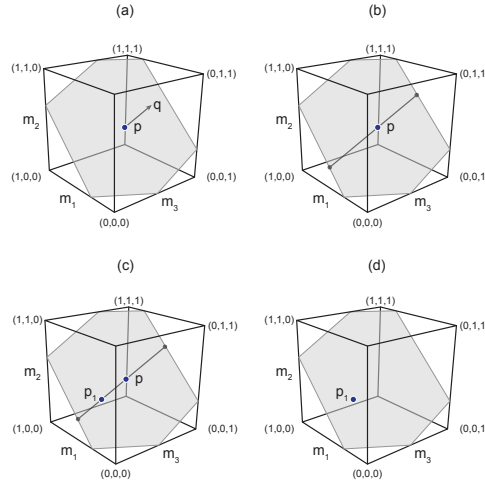 (a)
(1,1,1)
(1,1,0)
(0,1,1)
q
p
m2
(1,0,0)
(0,0,1)
m1
m3
(0,0,0)
(b)
(1,1,1)
(1,1,0)
(0,1,1
p
m2
(1,0,0)
(0,0,1
m1
m3
(0,0,0)
(c)
(1,1,1)
(1,1,0)
(0,1,1)
p
p1
m2
(1,0,0)
(0,0,1)
m1
m3
(0,0,0)
(d)
(1,1,1)
(1,1,0)
(0,1,1
m2
p1
(1,0,0)
(0,0,1
m1
m3
(0,0,0)